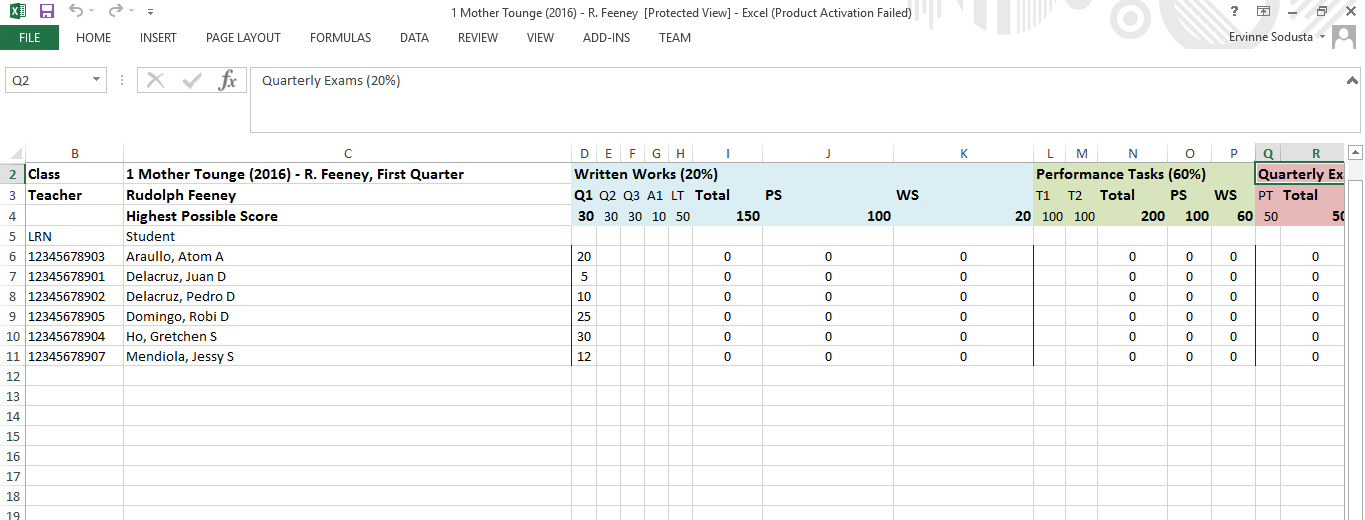 1 Mother Tounge (2016) - R. Feeney  [Protected View] - Excel (Product Activation Failed)
FILE HOME INSERT PAGE LAYOUT FORMULAS DATA REVIEW VIEW ADD-INS TEAM Ervinne Sodusta
Q2 fx Quarterly Exams (20%)
B C D E F G H I J K L M N O P Q R
2 Class 1 Mother Tounge (2016) - R. Feeney, First Quarter Written Works (20%) Performance Tasks (60%) Quarterly Ex
3 Teacher Rudolph Feeney Q1 Q2 Q3 A1 LT Total PS WS T1 T2 Total PS WS PT Total
4 Highest Possible Score 30 30 30 10 50 150 100 20 100 100 200 100 60 50 50
5 LRN Student
6 12345678903 Araullo, Atom A 20 0 0 0 0 0 0 0
7 12345678901 Delacruz, Juan D 5 0 0 0 0 0 0 0
8 12345678902 Delacruz, Pedro D 10 0 0 0 0 0 0 0
9 12345678905 Domingo, Robi D 25 0 0 0 0 0 0 0
10 12345678904 Ho, Gretchen S 30 0 0 0 0 0 0 0
11 12345678907 Mendiola, Jessy S 12 0 0 0 0 0 0 0
12
13
14
15
16
17
18
19